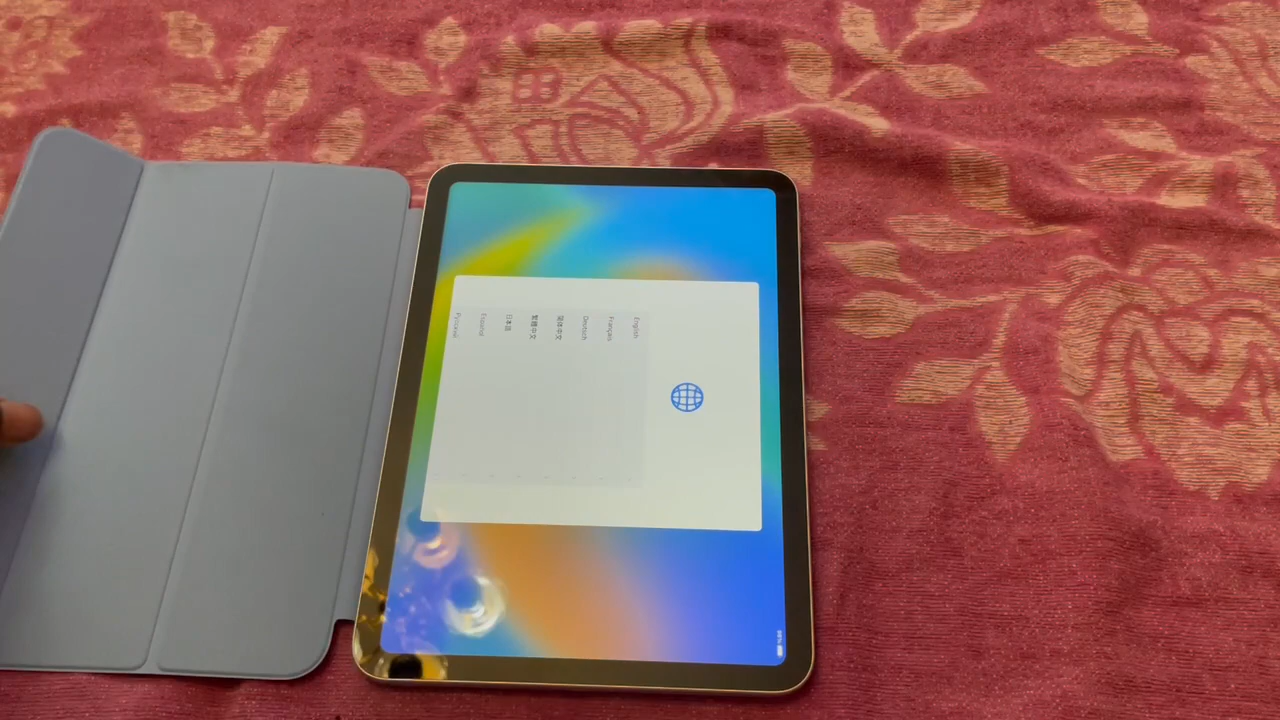 English
Français
Deutsch
简体中文
繁體中文
日本語
Español
Русский